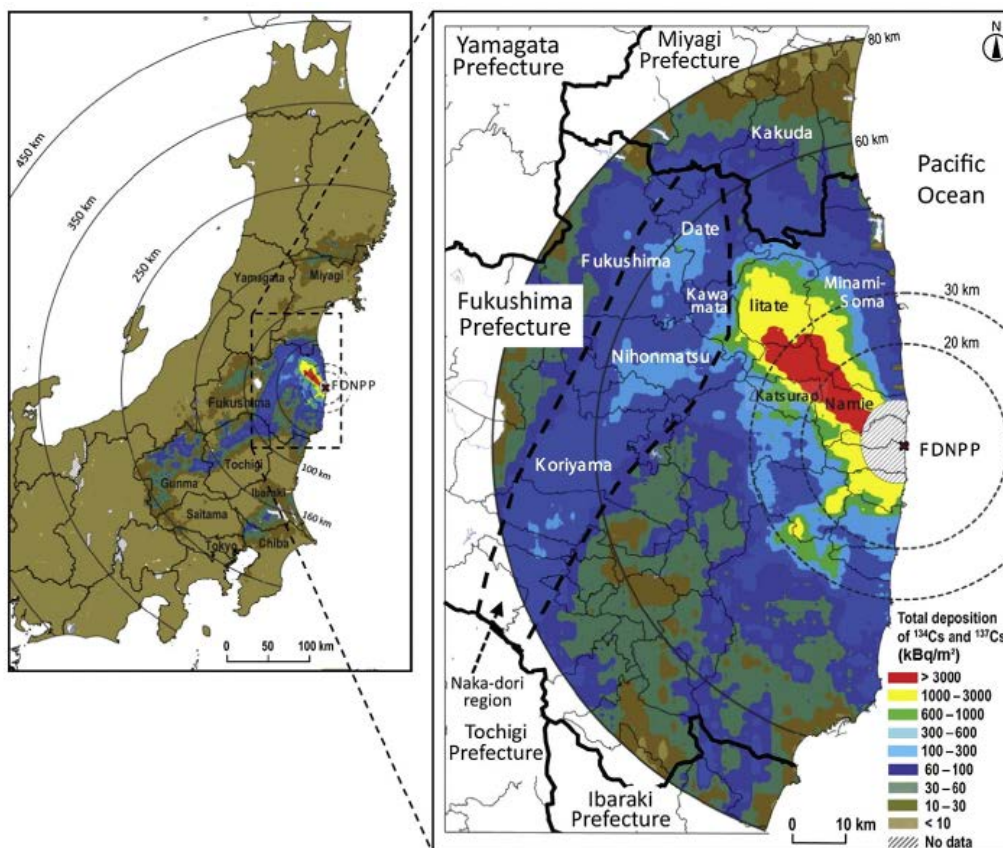 450 km
350 km
250 km
Yamagata
Miyagi
FDNPP
Fukushima
Tochigi
100 km
Gunma
Ibaraki
Saitama
160 km
Tokyo
Chiba
0 50 100 km
Yamagata
Prefecture
Miyagi
Prefecture
80 km
N
Kakuda
60 km
Pacific
Ocean
Date
Fukushima
Minami-
Soma
30 km
Kawa
mata
Iitate
Fukushima
Prefecture
20 km
Nihonmatsu
Katsurao
Namie
FDNPP
Koriyama
Naka-dori
region
Tochigi
Prefecture
Ibaraki
Prefecture
0 10 km
Total deposition
of ¹³⁴Cs and ¹³⁷Cs
(kBq/m²)
> 3000
1000 – 3000
600 – 1000
300 – 600
100 – 300
60 – 100
30 – 60
10 – 30
< 10
No data